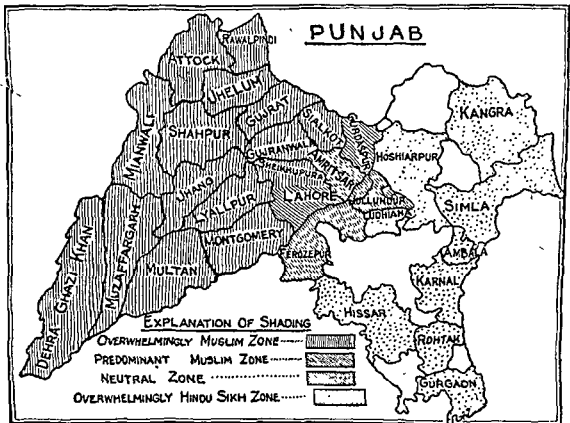 PUNJAB
RAWALPINDI
ATTOCK
JHELUM
GUJRAT
SIALKOT
GURDASPUR
KANGRA
MIANWALI
SHAHPUR
GUJRANWALA
SHEIKHUPURA
AMRITSAR
HOSHIARPUR
JHANG
LYALLPUR
LAHORE
JULLUNDUR
LUDHIANA
SIMLA
DEHRA GHAZI KHAN
MUZAFFARGARH
MULTAN
MONTGOMERY
FEROZEPUR
AMBALA
KARNAL
HISSAR
ROHTAK
GURGAON
EXPLANATION OF SHADING
OVERWHELMINGLY MUSLIM ZONE
PREDOMINANT MUSLIM ZONE
NEUTRAL ZONE
OVERWHELMINGLY HINDU SIKH ZONE